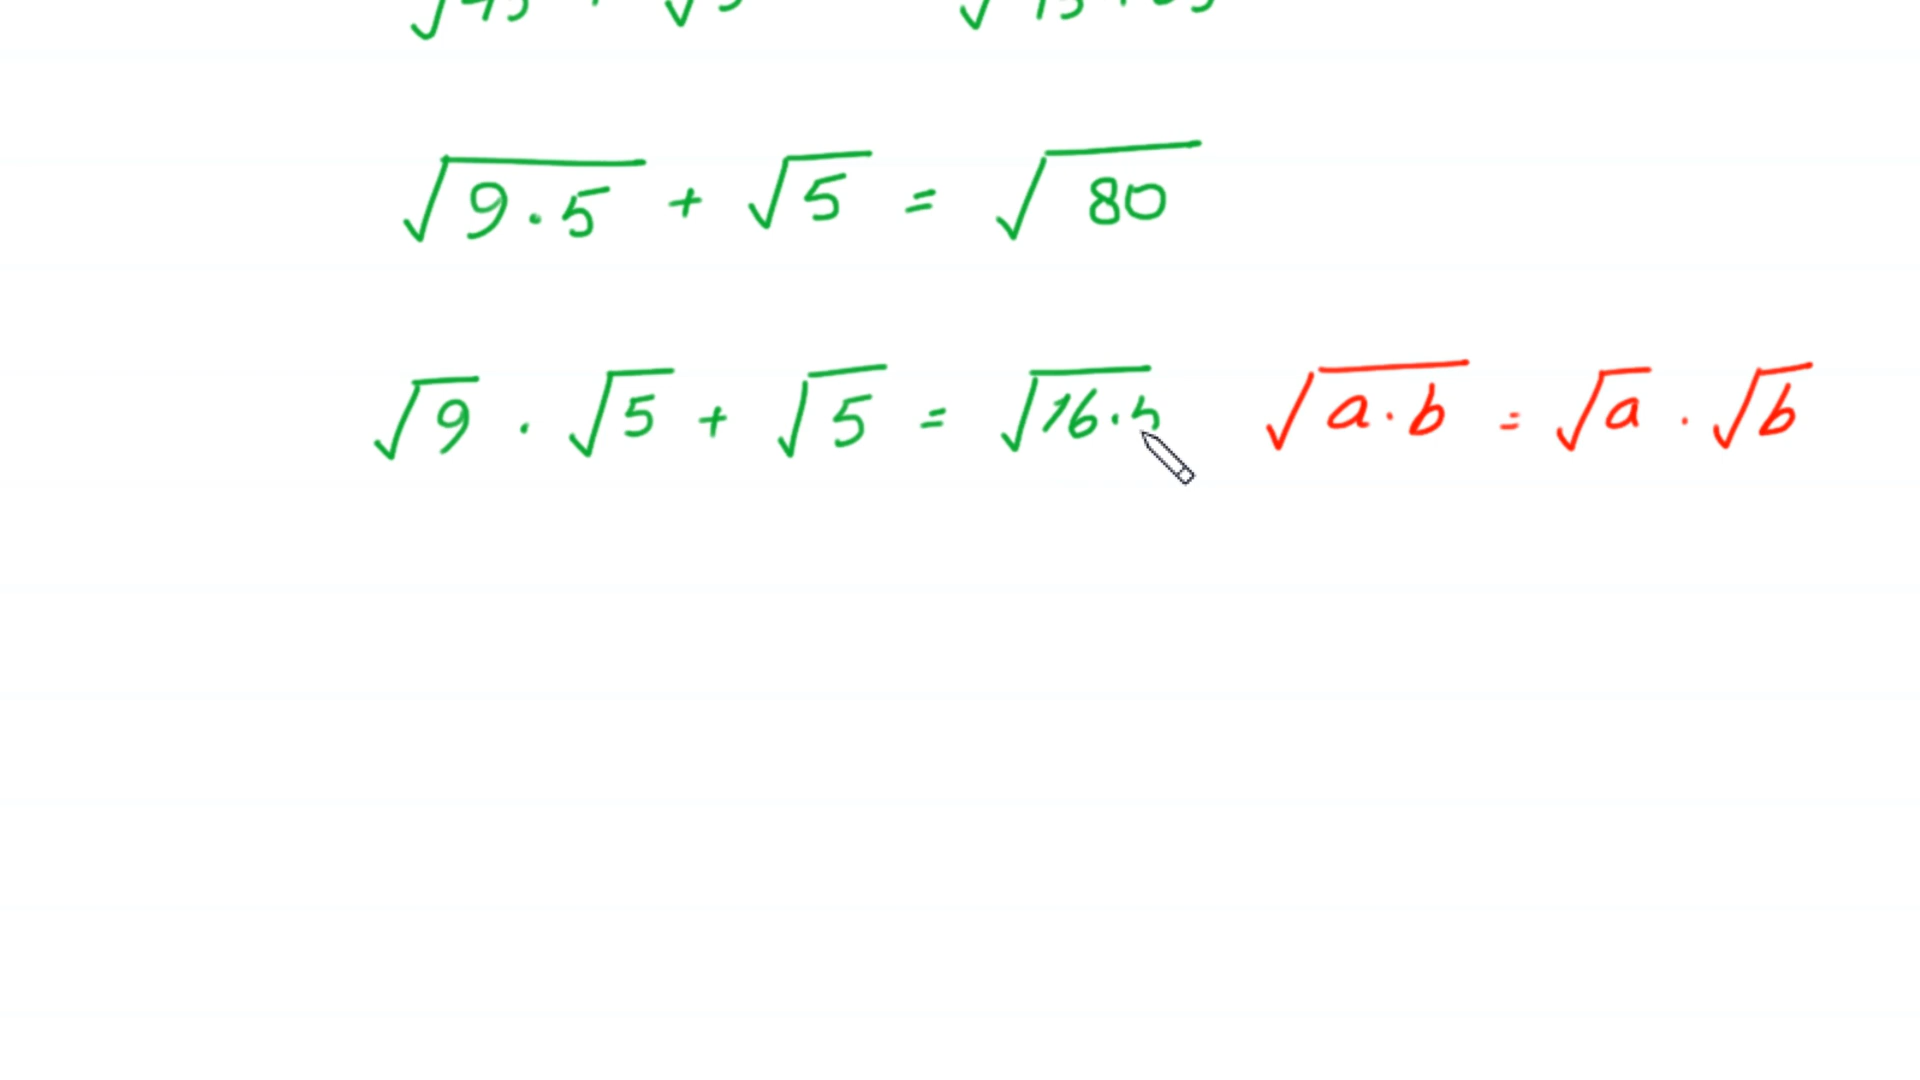 √9·5 + √5 = √80
√9 · √5 + √5 = √16·5 √a·b = √a · √b